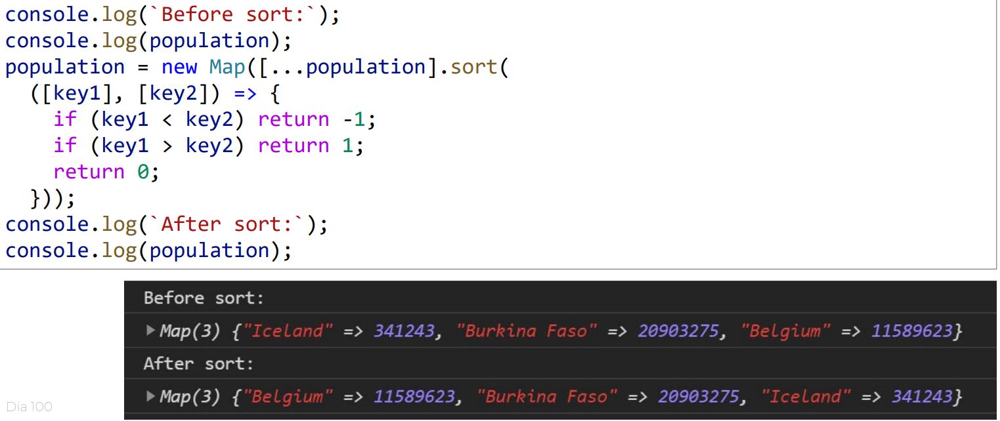 console.log(`Before sort:`);
console.log(population);
population = new Map([...population].sort(
  ([key1], [key2]) => {
    if (key1 < key2) return -1;
    if (key1 > key2) return 1;
    return 0;
  }));
console.log(`After sort:`);
console.log(population);
Before sort:
▶Map(3) {"Iceland" => 341243, "Burkina Faso" => 20903275, "Belgium" => 11589623}
After sort:
▶Map(3) {"Belgium" => 11589623, "Burkina Faso" => 20903275, "Iceland" => 341243}
Dia 100